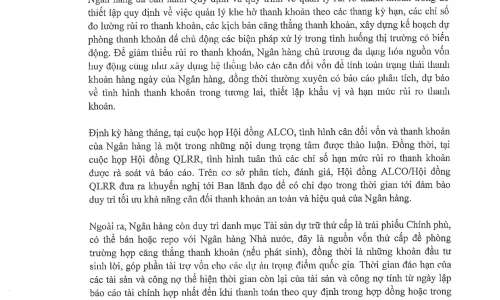 thiết lập quy định về việc quản lý khe hở thanh khoản theo các thang kỳ hạn, các chỉ số
đo lường rủi ro thanh khoản, các kịch bản căng thẳng thanh khoản, xây dựng kế hoạch dự
phòng thanh khoản để chủ động các biện pháp xử lý trong tình huống thị trường có biến
động. Để giảm thiểu rủi ro thanh khoản, Ngân hàng chủ trương đa dạng hóa nguồn vốn
huy động cũng như xây dựng hệ thống báo cáo cân đối vốn để tính toán trạng thái thanh
khoản hàng ngày của Ngân hàng, đồng thời thường xuyên có báo cáo phân tích, dự báo
về tình hình thanh khoản trong tương lai, thiết lập khẩu vị và hạn mức rủi ro thanh
khoản.
Định kỳ hàng tháng, tại cuộc họp Hội đồng ALCO, tình hình cân đối vốn và thanh khoản
của Ngân hàng là một trong những nội dung trọng tâm được thảo luận. Đồng thời, tại
cuộc họp Hội đồng QLRR, tình hình tuân thủ các chỉ số hạn mức rủi ro thanh khoản
được rà soát và báo cáo. Trên cơ sở phân tích, đánh giá, Hội đồng ALCO/Hội đồng
QLRR đưa ra khuyến nghị tới Ban lãnh đạo để có chỉ đạo trong thời gian tới đảm bảo
duy trì tối ưu khả năng cân đối thanh khoản an toàn và hiệu quả của Ngân hàng.
Ngoài ra, Ngân hàng còn duy trì danh mục Tài sản dự trữ thứ cấp là trái phiếu Chính phủ,
có thể bán hoặc repo với Ngân hàng Nhà nước, đây là nguồn vốn thứ cấp để phòng
trường hợp căng thẳng thanh khoản (nếu phát sinh), đồng thời là những khoản đầu tư
sinh lời, góp phần tài trợ vốn cho các dự án trọng điểm quốc gia. Thời gian đáo hạn của
các tài sản và công nợ thể hiện thời gian còn lại của tài sản và công nợ tính từ ngày lập
báo cáo tài chính hợp nhất đến khi thanh toán theo quy định trong hợp đồng hoặc trong